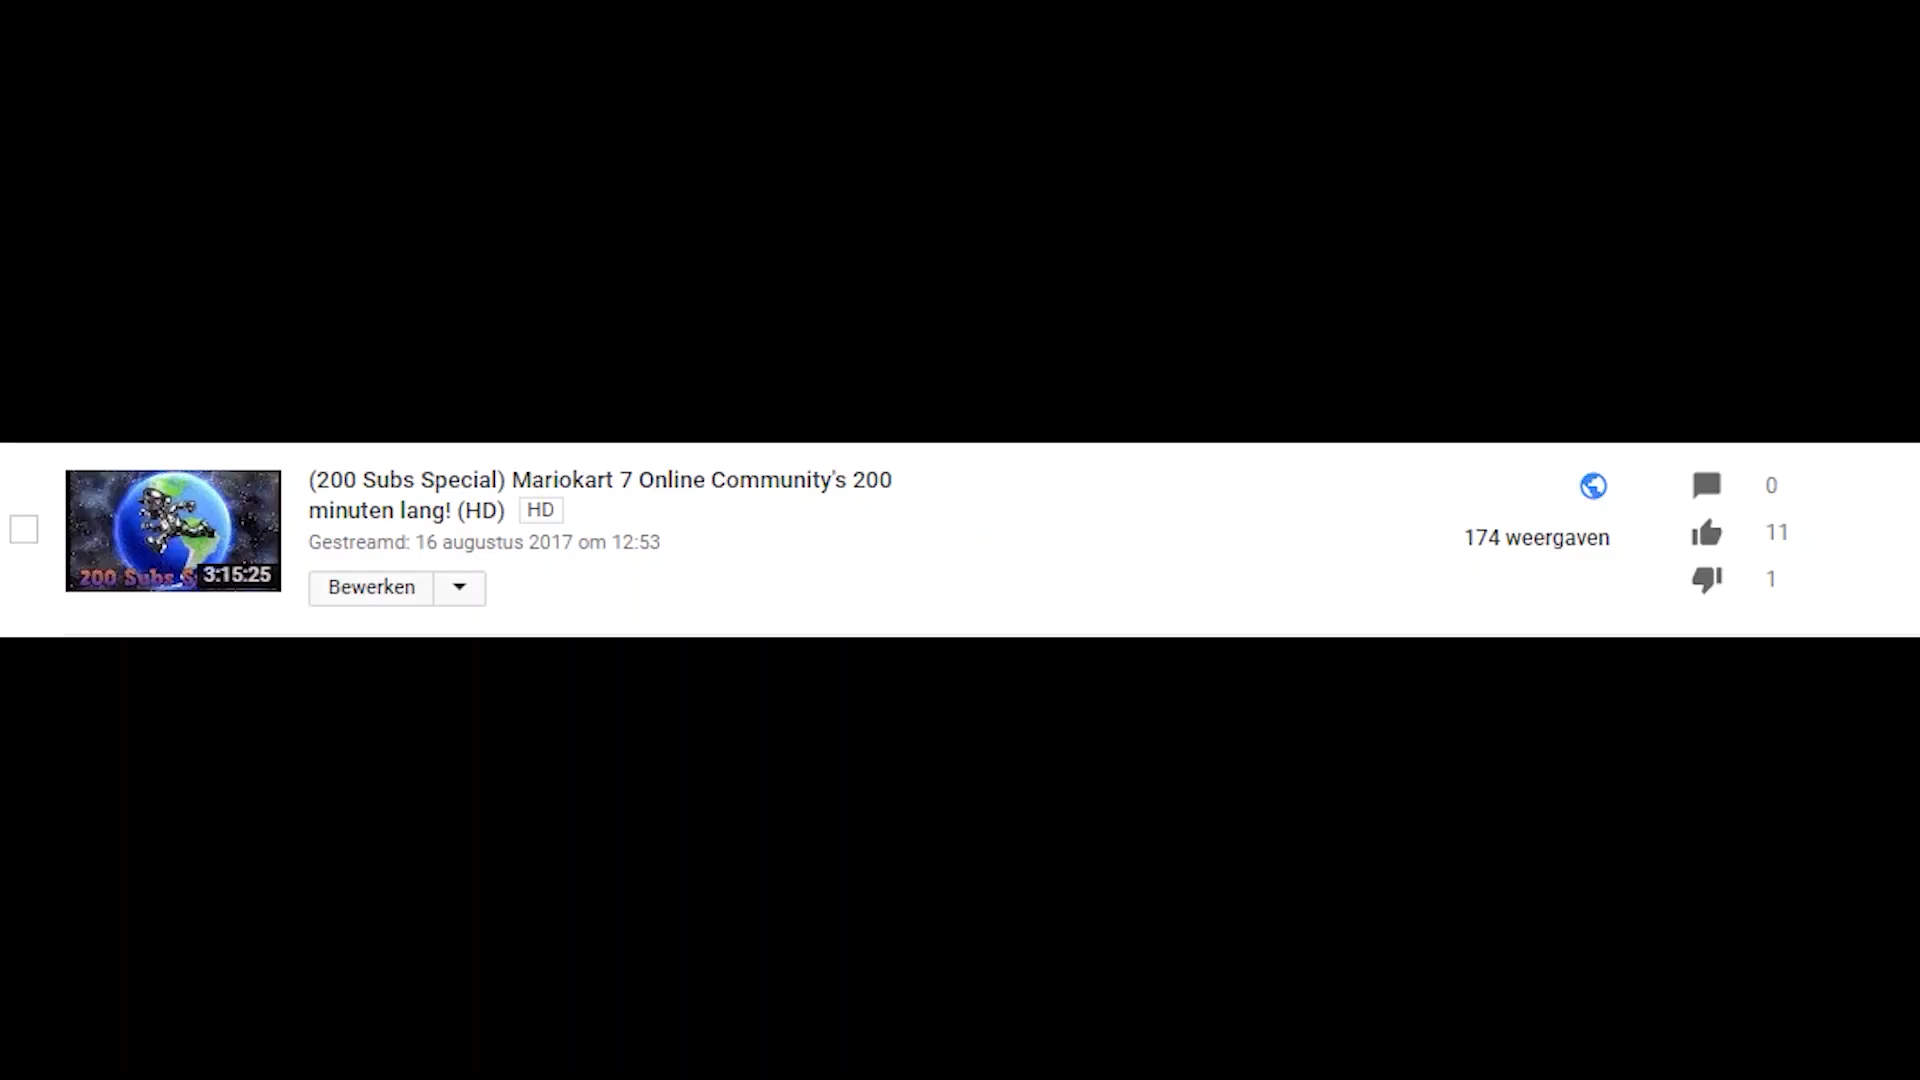 (200 Subs Special) Mariokart 7 Online Community's 200
minuten lang! (HD) HD
Gestreamd: 16 augustus 2017 om 12:53
Bewerken
200 Subs S
3:15:25
174 weergaven
0
11
1